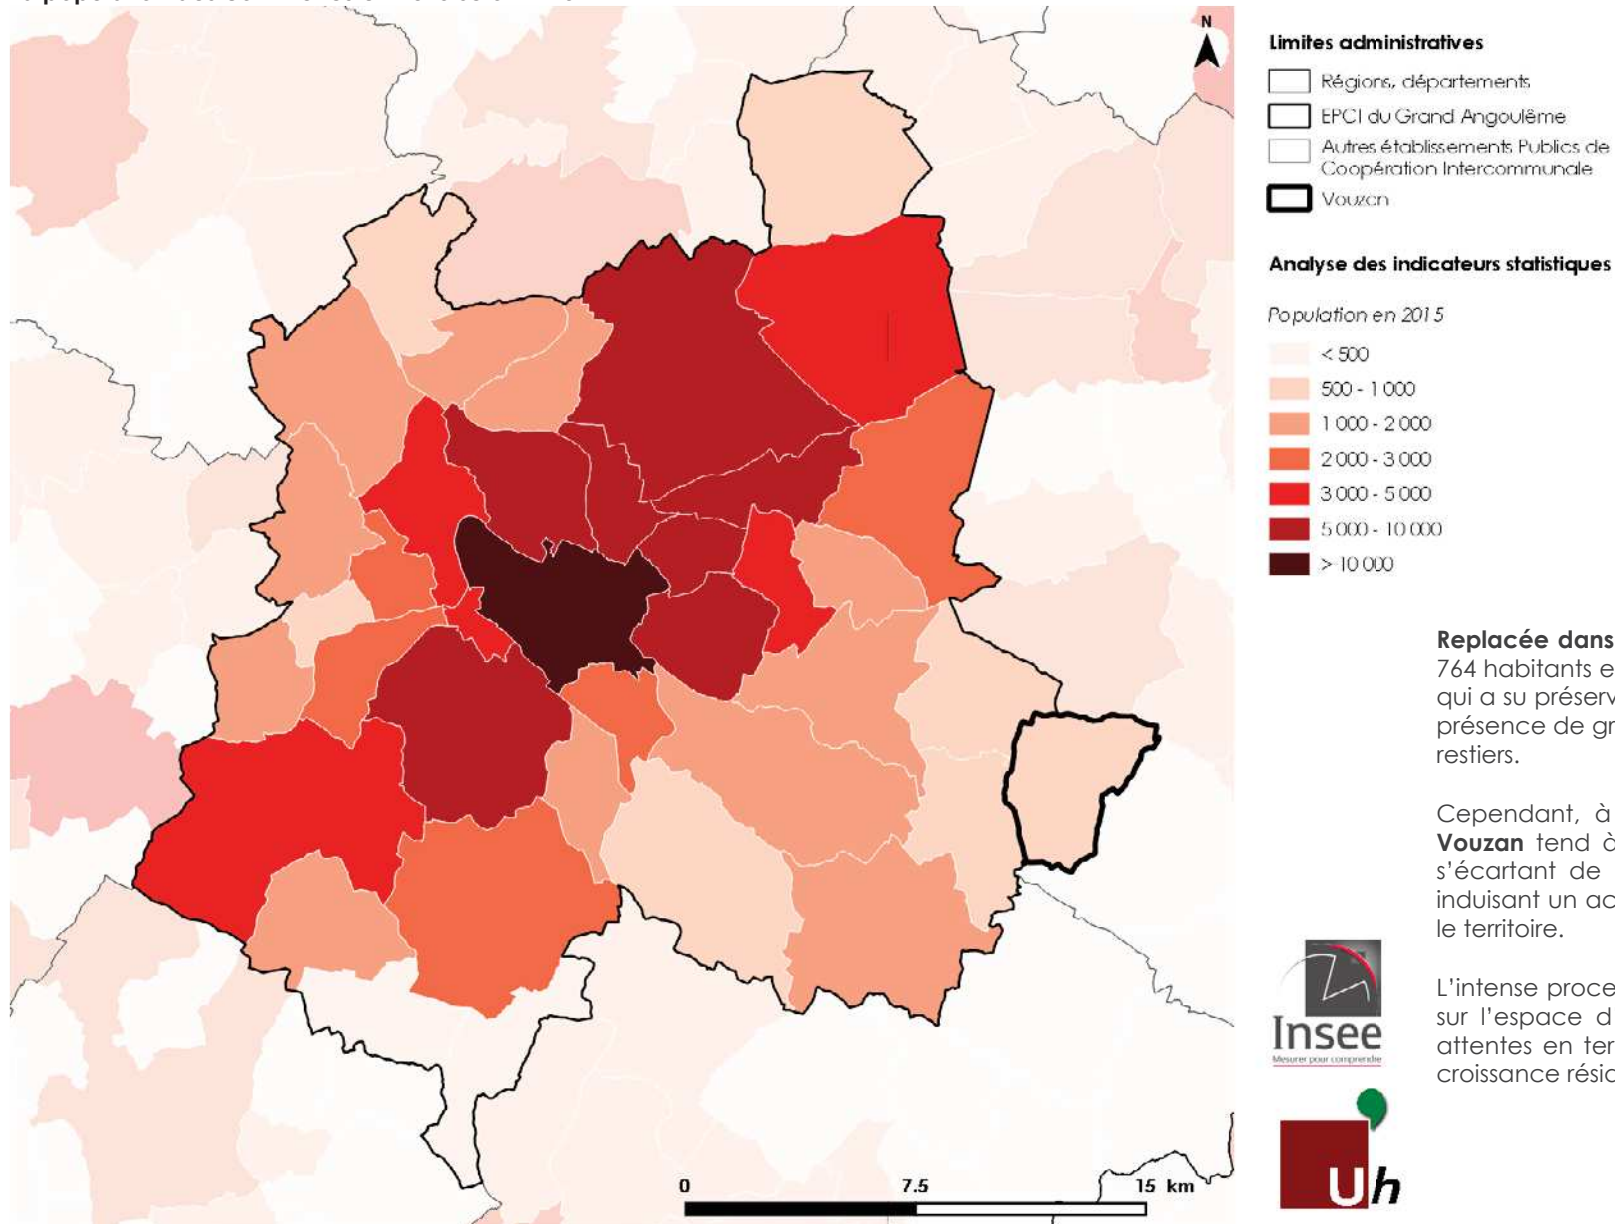 N
Limites administratives
Régions, départements
EPCI du Grand Angoulême
Autres établissements Publics de
Coopération Intercommunale
Vouzan
Analyse des indicateurs statistiques
Population en 2015
< 500
500 - 1 000
1 000 - 2 000
2 000 - 3 000
3 000 - 5 000
5 000 - 10 000
> 10 000
Replacée dans
764 habitants e
qui a su préserv
présence de gr
restiers.
Cependant, à
Vouzan tend à
s'écartant de
induisant un ac
le territoire.
L'intense proce
sur l'espace d
attentes en ter
croissance résic
Insee
Mesurer pour comprendre
Uh
0 7.5 15 km